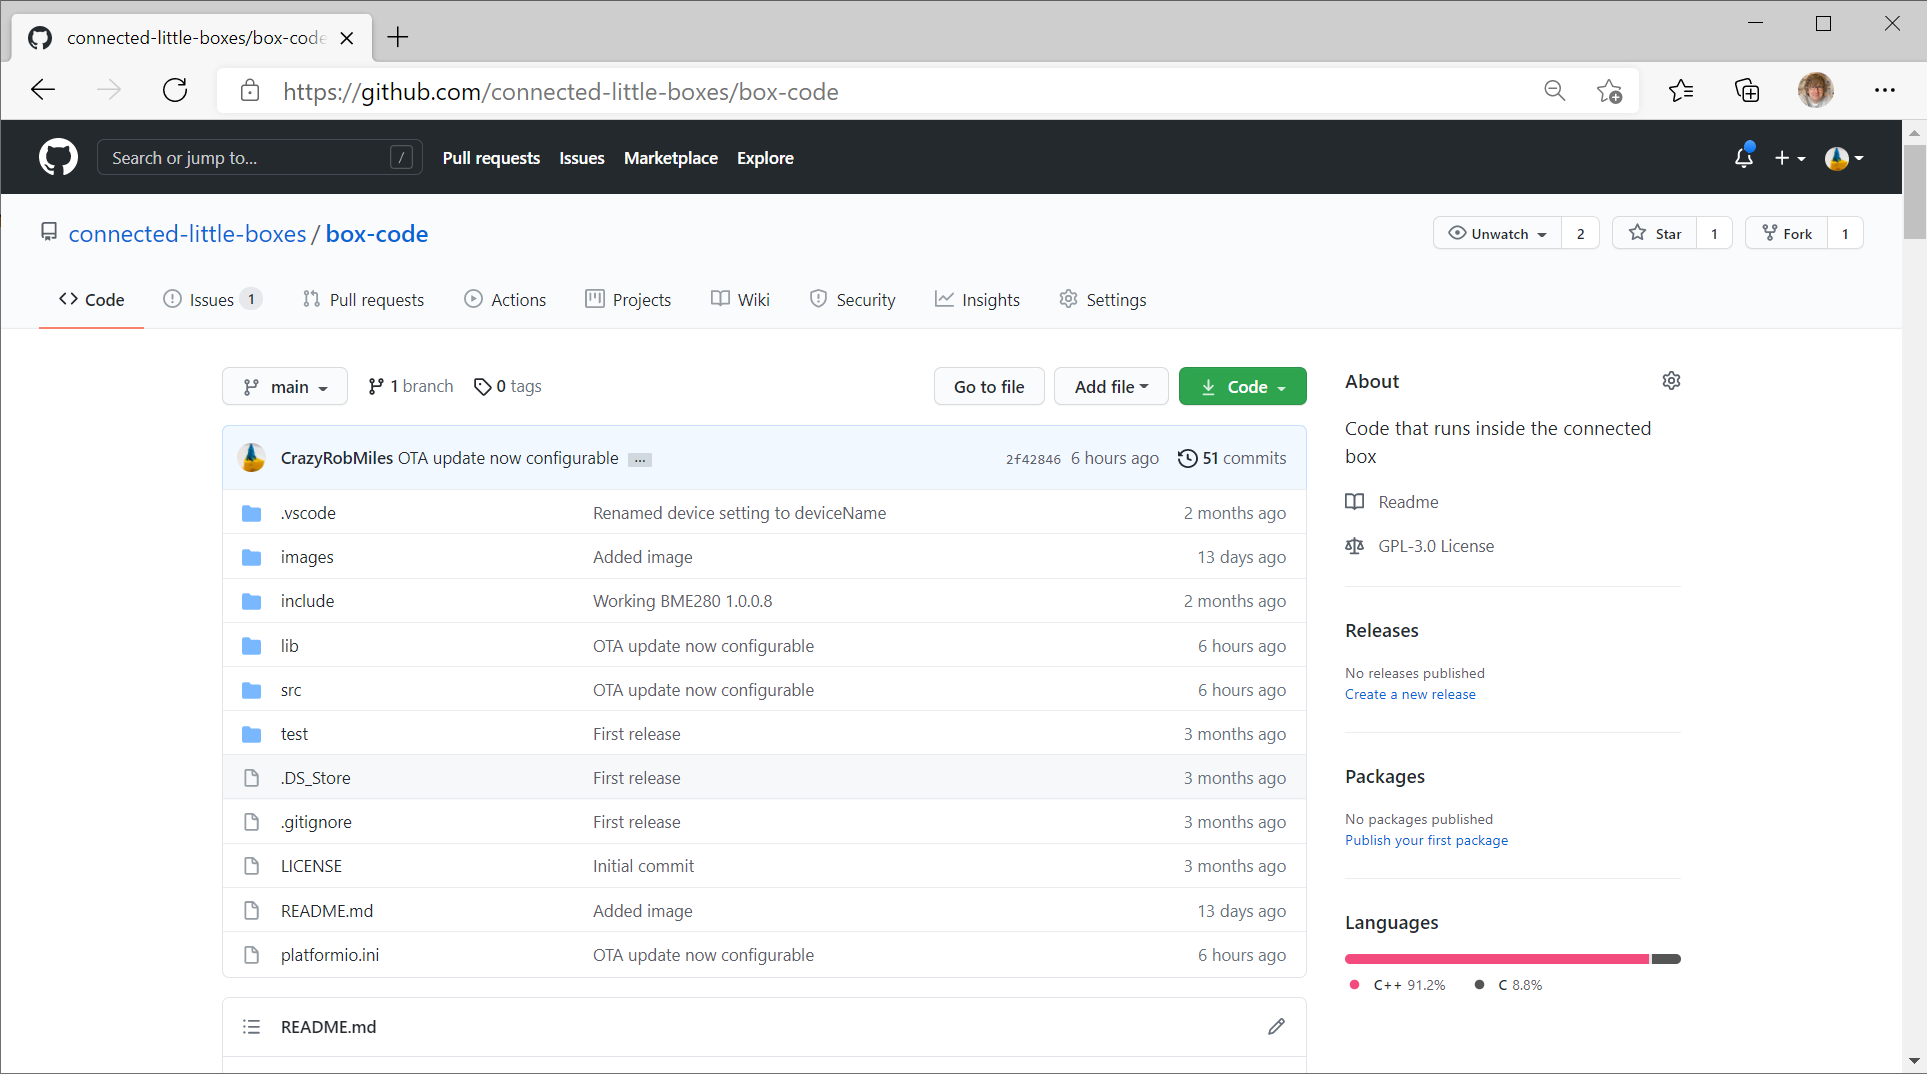 connected-little-boxes/box-code
https://github.com/connected-little-boxes/box-code
Search or jump to... / Pull requests Issues Marketplace Explore
connected-little-boxes / box-code Unwatch 2 Star 1 Fork 1
Code Issues 1 Pull requests Actions Projects Wiki Security Insights Settings
main 1 branch 0 tags Go to file Add file Code
CrazyRobMiles OTA update now configurable ... 2f42846 6 hours ago 51 commits
.vscode Renamed device setting to deviceName 2 months ago
images Added image 13 days ago
include Working BME280 1.0.0.8 2 months ago
lib OTA update now configurable 6 hours ago
src OTA update now configurable 6 hours ago
test First release 3 months ago
.DS_Store First release 3 months ago
.gitignore First release 3 months ago
LICENSE Initial commit 3 months ago
README.md Added image 13 days ago
platformio.ini OTA update now configurable 6 hours ago
README.md
About
Code that runs inside the connected
box
Readme
GPL-3.0 License
Releases
No releases published
Create a new release
Packages
No packages published
Publish your first package
Languages
C++ 91.2% C 8.8%